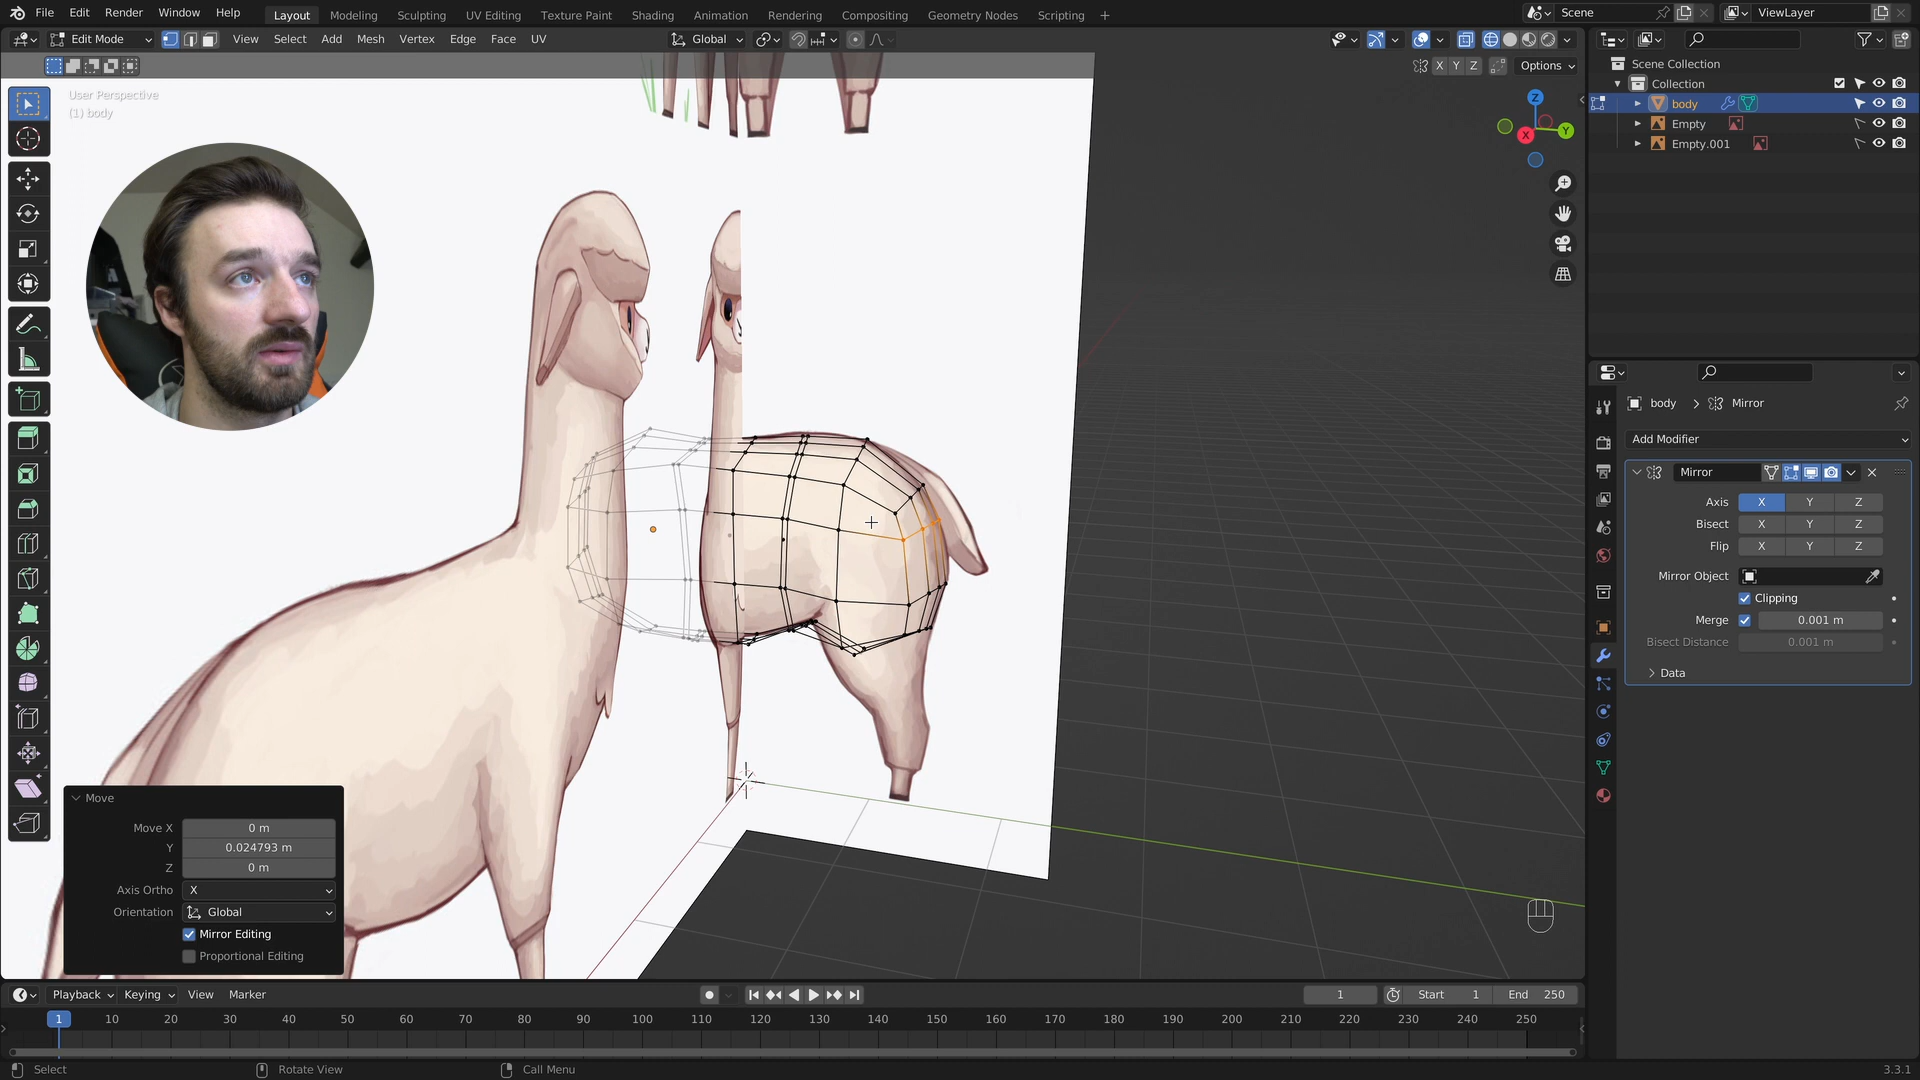 File Edit Render Window Help Layout Modeling Sculpting UV Editing Texture Paint Shading Animation Rendering Compositing Geometry Nodes Scripting + Scene ViewLayer
Edit Mode View Select Add Mesh Vertex Edge Face UV Global
X Y Z Options
User Perspective
(1) body
Z
Y
X
Scene Collection
Collection
body
Empty
Empty.001
body > Mirror
Add Modifier
Mirror
Axis X Y Z
Bisect X Y Z
Flip X Y Z
Mirror Object
Clipping
Merge 0.001 m
Bisect Distance 0.001 m
Data
Move
Move X 0 m
Y 0.024793 m
Z 0 m
Axis Ortho X
Orientation Global
Mirror Editing
Proportional Editing
Playback Keying View Marker 1 Start 1 End 250
1 10 20 30 40 50 60 70 80 90 100 110 120 130 140 150 160 170 180 190 200 210 220 230 240 250
Select Rotate View Call Menu 3.3.1